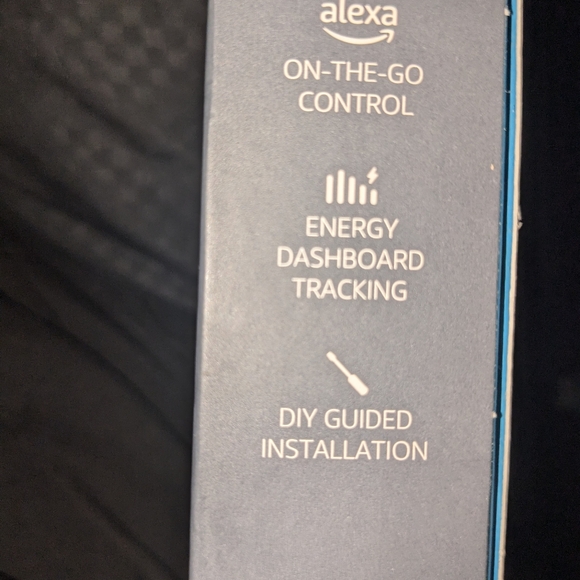 alexa
ON-THE-GO
CONTROL
ENERGY
DASHBOARD
TRACKING
DIY GUIDED
INSTALLATION